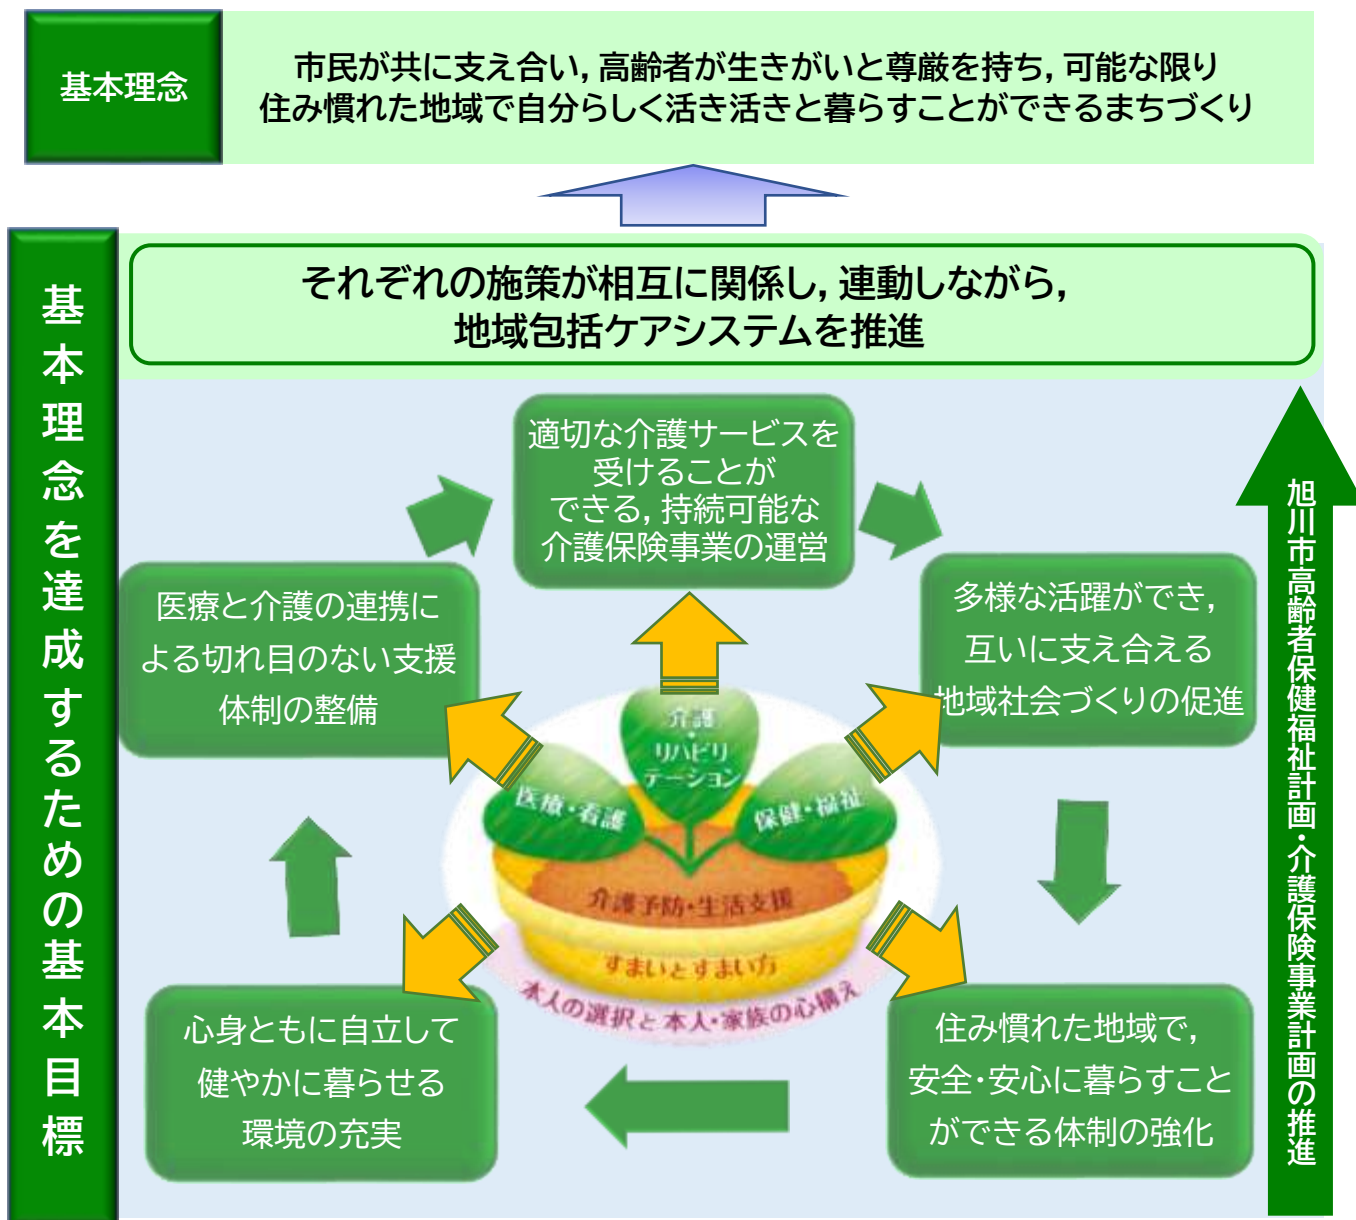 基本理念
市民が共に支え合い,高齢者が生きがいと尊厳を持ち,可能な限り
住み慣れた地域で自分らしく活き活きと暮らすことができるまちづくり
基本理念を達成するための基本目標
それぞれの施策が相互に関係し,連動しながら,
地域包括ケアシステムを推進
適切な介護サービスを
受けることが
できる,持続可能な
介護保険事業の運営
医療と介護の連携に
よる切れ目のない支援
体制の整備
多様な活躍ができ,
互いに支え合える
地域社会づくりの促進
介護
・
リハビリ
テーション
医療・看護
保健・福祉
介護予防・生活支援
すまいとすまい方
本人の選択と本人・家族の心構え
心身ともに自立して
健やかに暮らせる
環境の充実
住み慣れた地域で,
安全・安心に暮らすこと
ができる体制の強化
旭川市高齢者保健福祉計画・介護保険事業計画の推進